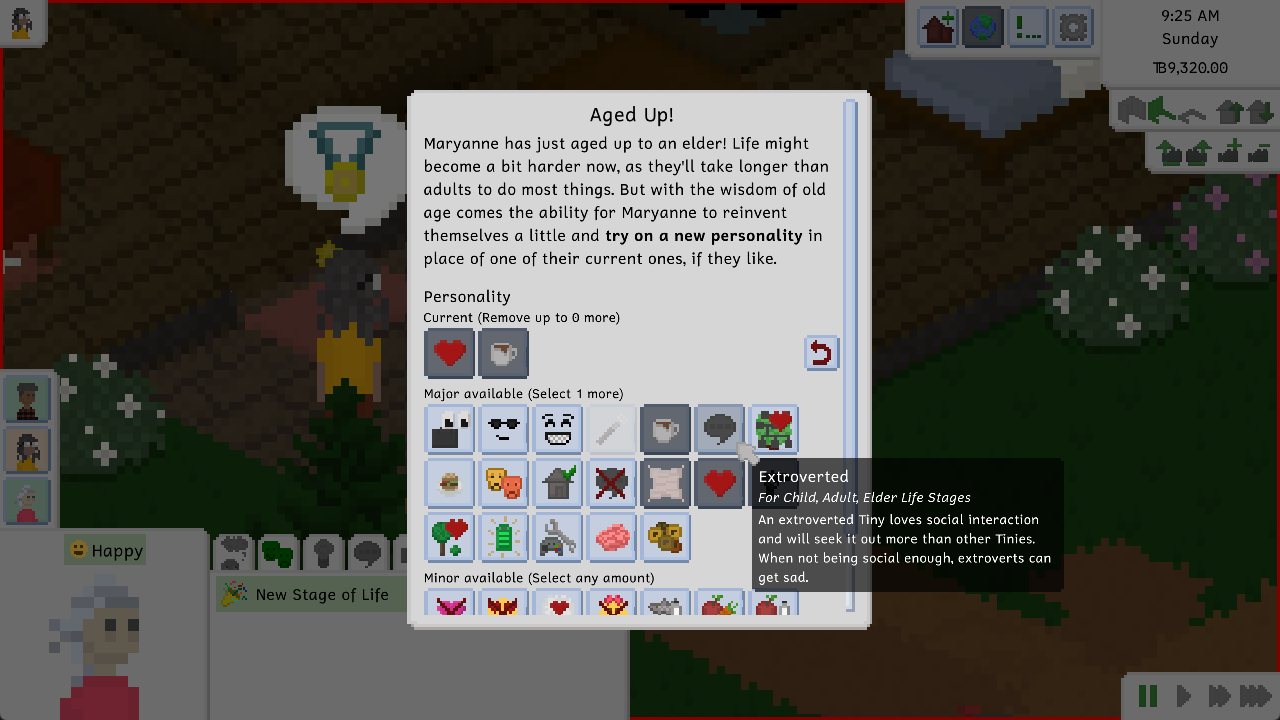 9:25 AM
Sunday
ƁB9,320.00
Aged Up!
Maryanne has just aged up to an elder! Life might
become a bit harder now, as they'll take longer than
adults to do most things. But with the wisdom of old
age comes the ability for Maryanne to reinvent
themselves a little and try on a new personality in
place of one of their current ones, if they like.
Personality
Current (Remove up to 0 more)
Major available (Select 1 more)
Extroverted
For Child, Adult, Elder Life Stages
An extroverted Tiny loves social interaction
and will seek it out more than other Tinies.
When not being social enough, extroverts can
get sad.
Minor available (Select any amount)
Happy
New Stage of Life